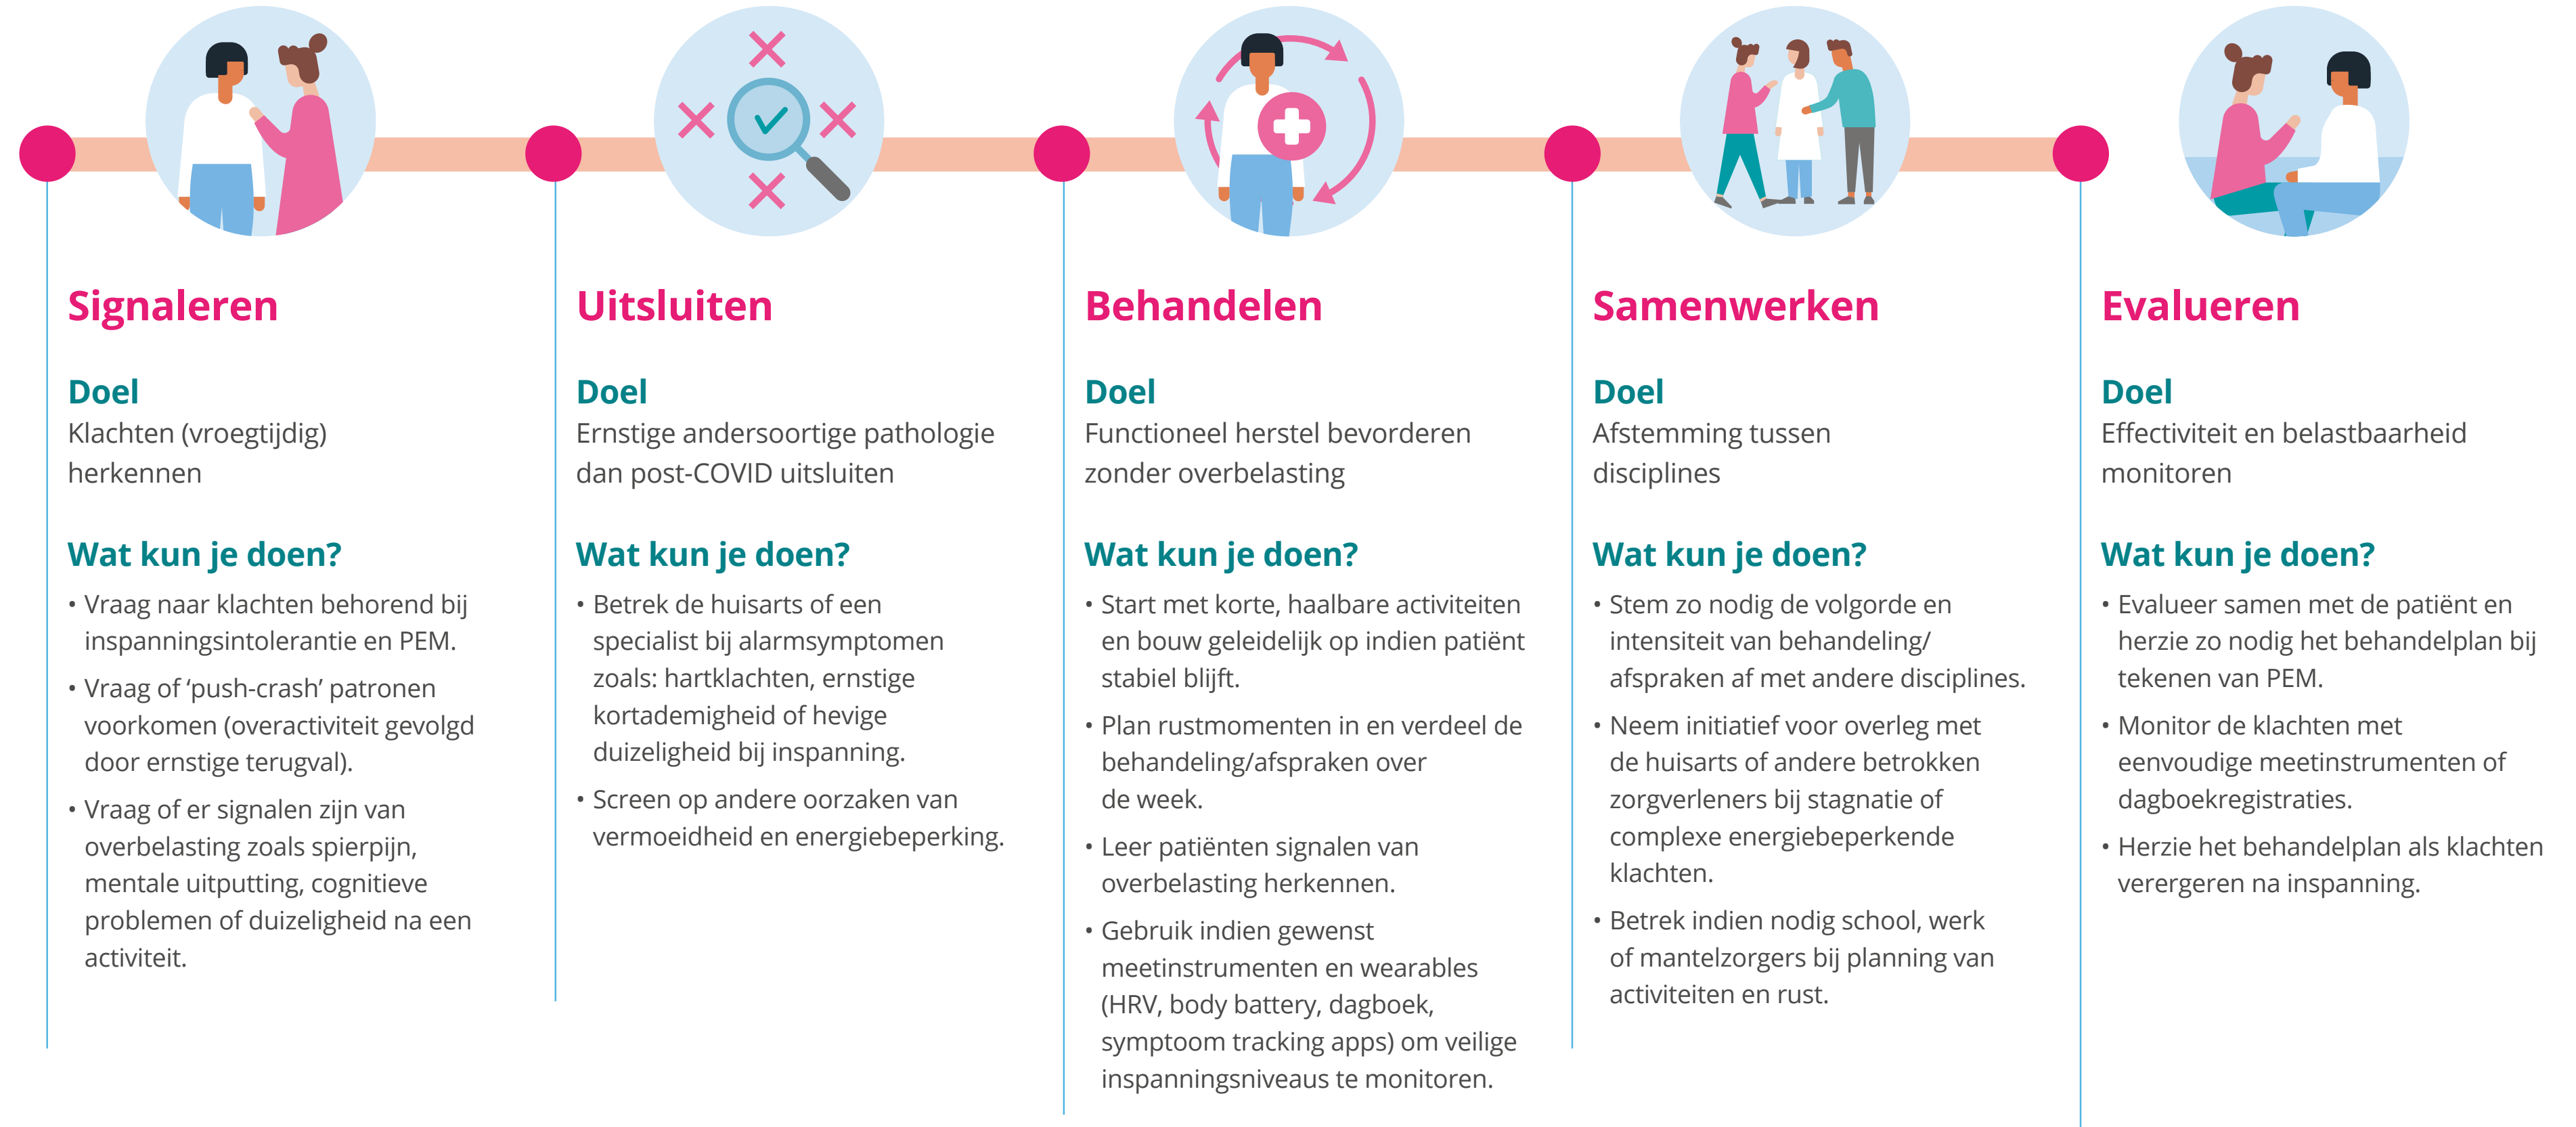 Signaleren
Doel
Klachten (vroegtijdig)
herkennen
Wat kun je doen?
• Vraag naar klachten behorend bij
inspanningsintolerantie en PEM.
• Vraag of ‘push-crash’ patronen
voorkomen (overactiviteit gevolgd
door ernstige terugval).
• Vraag of er signalen zijn van
overbelasting zoals spierpijn,
mentale uitputting, cognitieve
problemen of duizeligheid na een
activiteit.
Uitsluiten
Doel
Ernstige andersoortige pathologie
dan post-COVID uitsluiten
Wat kun je doen?
• Betrek de huisarts of een
specialist bij alarmsymptomen
zoals: hartklachten, ernstige
kortademigheid of hevige
duizeligheid bij inspanning.
• Screen op andere oorzaken van
vermoeidheid en energiebeperking.
Behandelen
Doel
Functioneel herstel bevorderen
zonder overbelasting
Wat kun je doen?
• Start met korte, haalbare activiteiten
en bouw geleidelijk op indien patiënt
stabiel blijft.
• Plan rustmomenten in en verdeel de
behandeling/afspraken over
de week.
• Leer patiënten signalen van
overbelasting herkennen.
• Gebruik indien gewenst
meetinstrumenten en wearables
(HRV, body battery, dagboek,
symptoom tracking apps) om veilige
inspanningsniveaus te monitoren.
Samenwerken
Doel
Afstemming tussen
disciplines
Wat kun je doen?
• Stem zo nodig de volgorde en
intensiteit van behandeling/
afspraken af met andere disciplines.
• Neem initiatief voor overleg met
de huisarts of andere betrokken
zorgverleners bij stagnatie of
complexe energiebeperkende
klachten.
• Betrek indien nodig school, werk
of mantelzorgers bij planning van
activiteiten en rust.
Evalueren
Doel
Effectiviteit en belastbaarheid
monitoren
Wat kun je doen?
• Evalueer samen met de patiënt en
herzie zo nodig het behandelplan bij
tekenen van PEM.
• Monitor de klachten met
eenvoudige meetinstrumenten of
dagboekregistraties.
• Herzie het behandelplan als klachten
verergeren na inspanning.